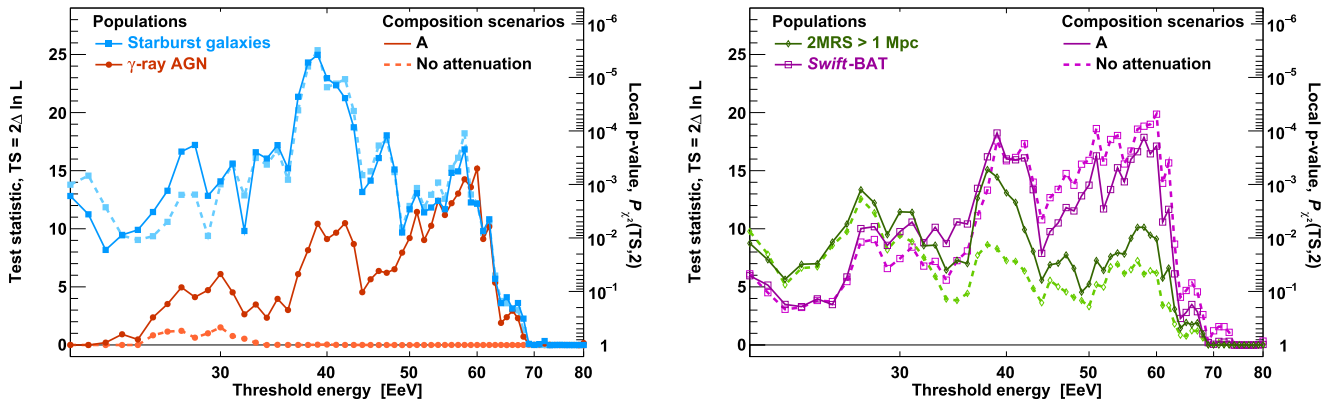 Populations
Starburst galaxies
γ-ray AGN
Composition scenarios
A
No attenuation
Test statistic, TS = 2Δ ln L
25
20
15
10
5
0
10⁻⁶
10⁻⁵
10⁻⁴
10⁻³
10⁻²
10⁻¹
1
Local p-value, P χ²(TS,2)
30 40 50 60 70 80
Threshold energy [EeV]
Populations
2MRS > 1 Mpc
Swift-BAT
Composition scenarios
A
No attenuation
Test statistic, TS = 2Δ ln L
25
20
15
10
5
0
10⁻⁶
10⁻⁵
10⁻⁴
10⁻³
10⁻²
10⁻¹
1
Local p-value, P χ²(TS,2)
30 40 50 60 70 80
Threshold energy [EeV]